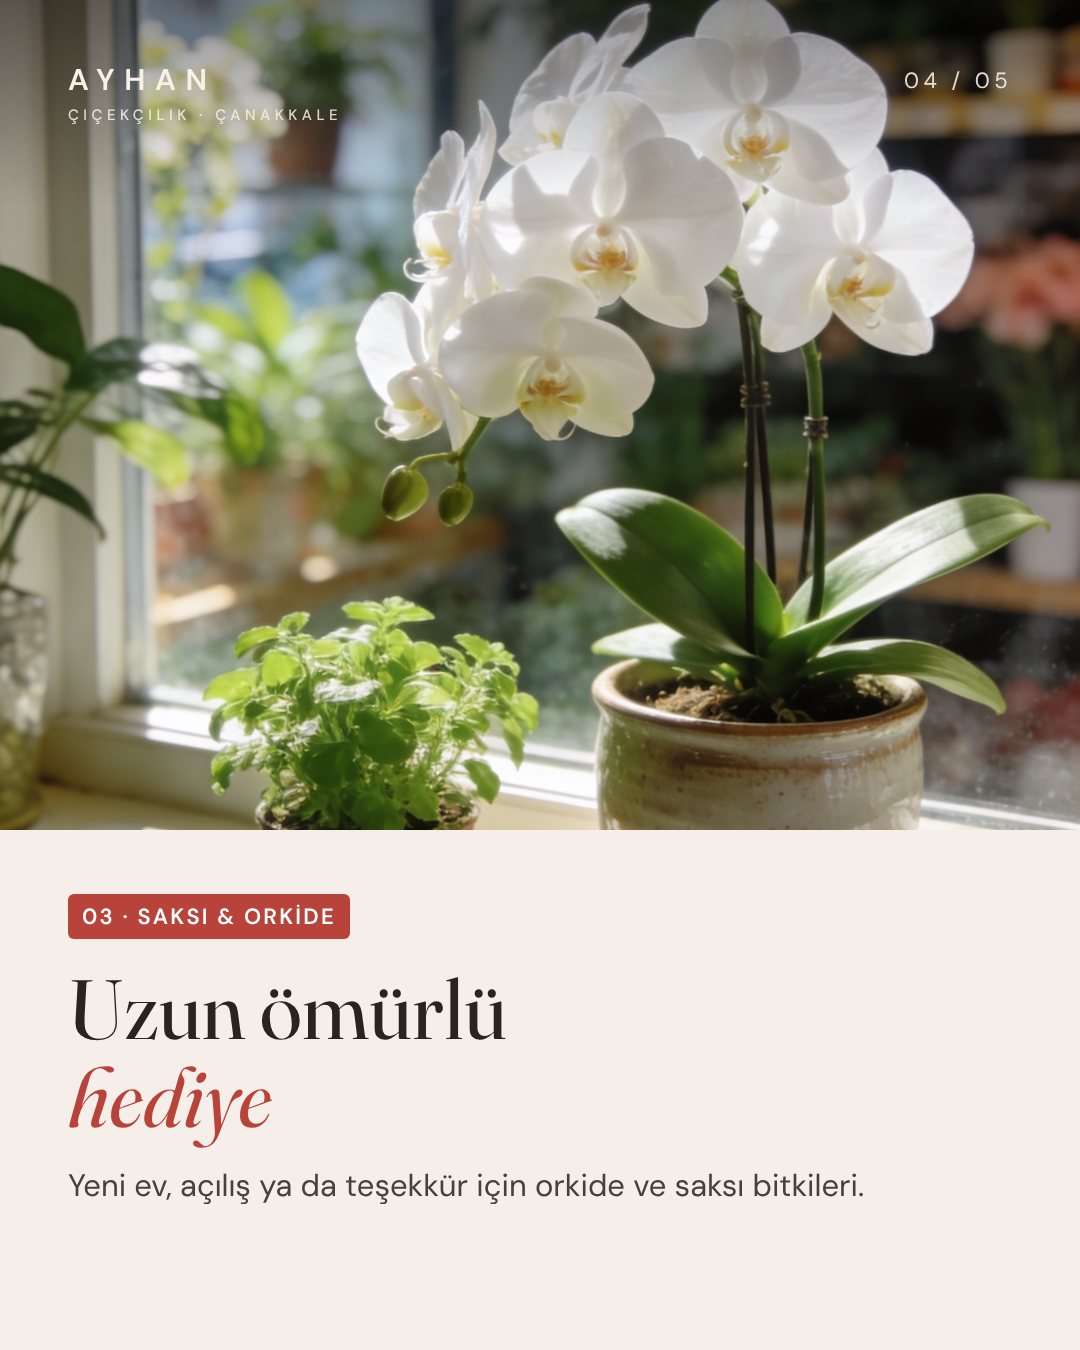 AYHAN
ÇIÇEKÇILIK · ÇANAKKALE
04 / 05
03 · SAKSI & ORKİDE
Uzun ömürlü
hediye
Yeni ev, açılış ya da teşekkür için orkide ve saksı bitkileri.